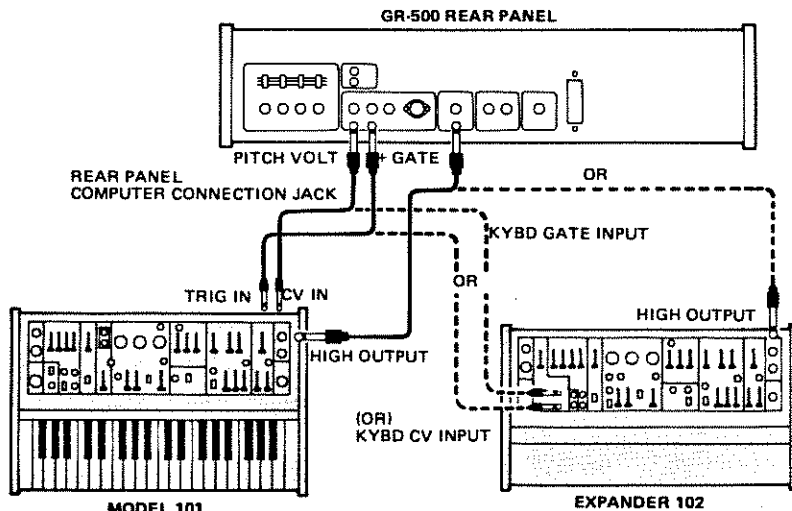 GR-500 REAR PANEL
PITCH VOLT
+ GATE
REAR PANEL
COMPUTER CONNECTION JACK
OR
KYBD GATE INPUT
OR
TRIG IN
CV IN
HIGH OUTPUT
HIGH OUTPUT
(OR)
KYBD CV INPUT
MODEL 101
EXPANDER 102